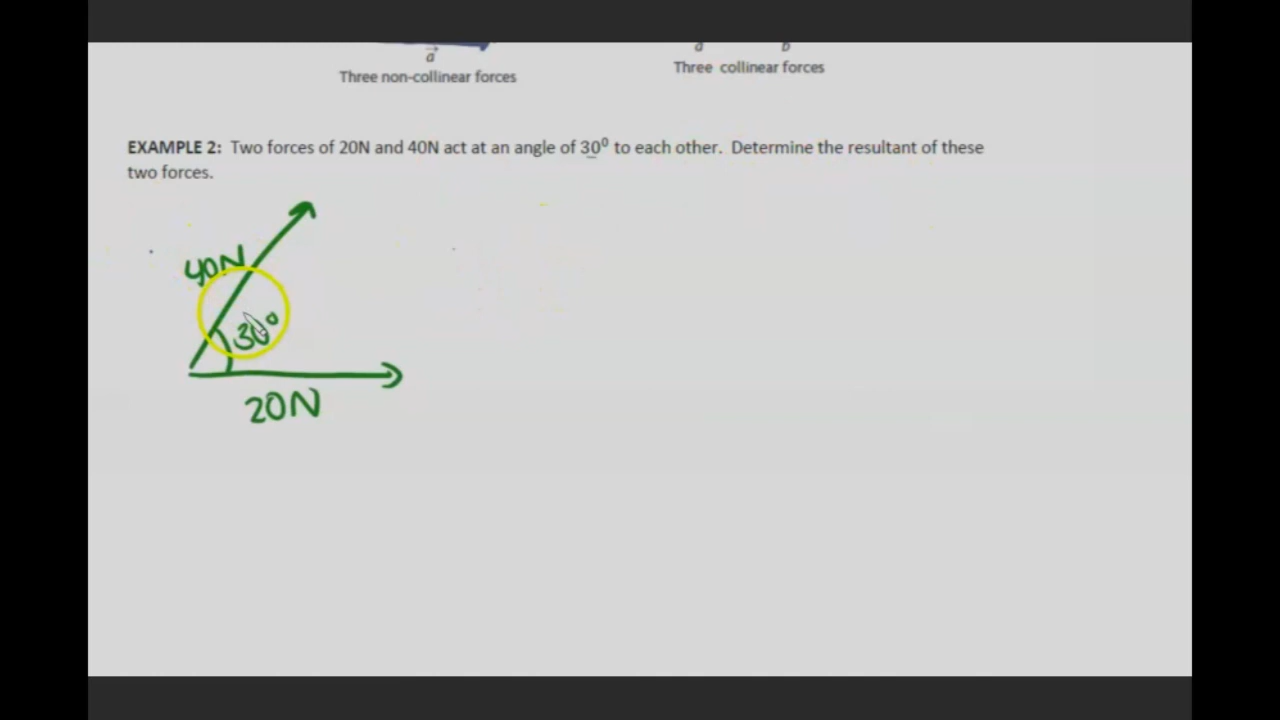 a
Three non-collinear forces
Three collinear forces
EXAMPLE 2: Two forces of 20N and 40N act at an angle of 30⁰ to each other. Determine the resultant of these
two forces.
40N
30°
20N